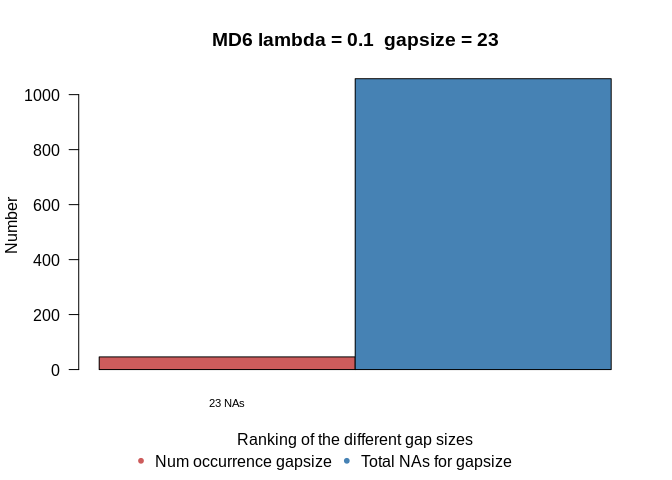 MD6 lambda = 0.1  gapsize = 23
Number
1000
800
600
400
200
0
23 NAs
Ranking of the different gap sizes
Num occurrence gapsize  Total NAs for gapsize